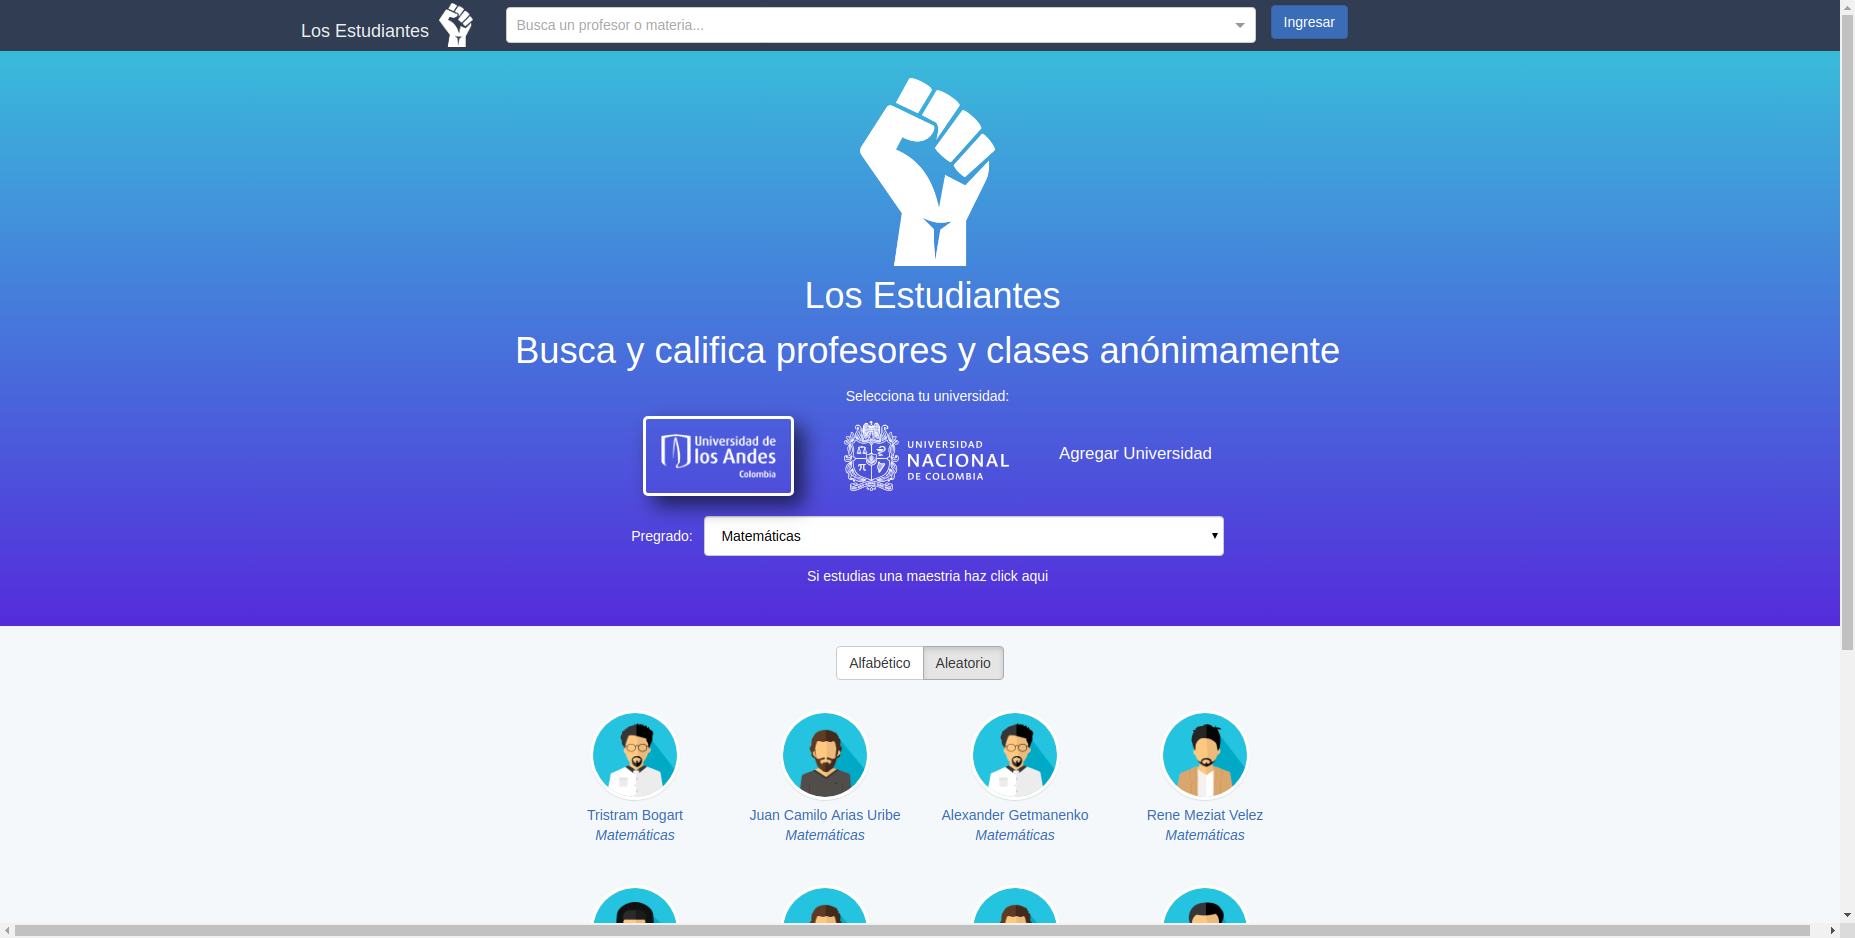 Los Estudiantes
Busca un profesor o materia...
Ingresar
Los Estudiantes
Busca y califica profesores y clases anónimamente
Selecciona tu universidad:
Universidad de
los Andes
Colombia
UNIVERSIDAD
NACIONAL
DE COLOMBIA
Agregar Universidad
Pregrado:
Matemáticas
Si estudias una maestria haz click aqui
Alfabético
Aleatorio
Tristram Bogart
Matemáticas
Juan Camilo Arias Uribe
Matemáticas
Alexander Getmanenko
Matemáticas
Rene Meziat Velez
Matemáticas